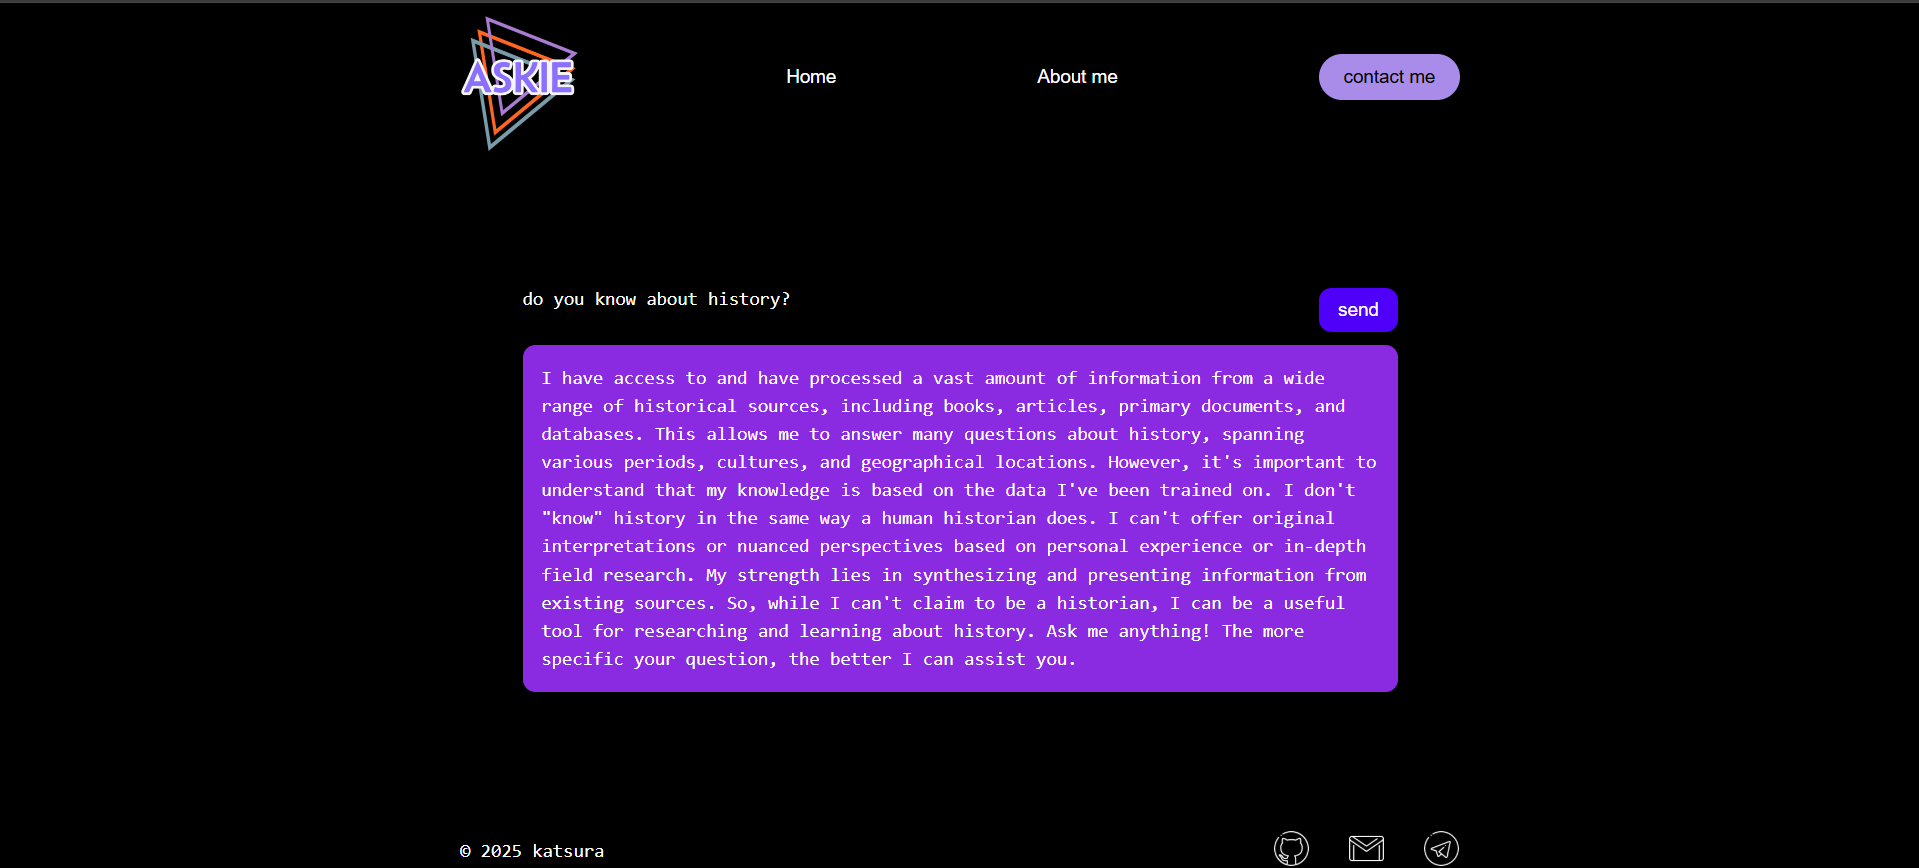 ASKIE
Home
About me
contact me
do you know about history?
send
I have access to and have processed a vast amount of information from a wide
range of historical sources, including books, articles, primary documents, and
databases. This allows me to answer many questions about history, spanning
various periods, cultures, and geographical locations. However, it's important to
understand that my knowledge is based on the data I've been trained on. I don't
"know" history in the same way a human historian does. I can't offer original
interpretations or nuanced perspectives based on personal experience or in-depth
field research. My strength lies in synthesizing and presenting information from
existing sources. So, while I can't claim to be a historian, I can be a useful
tool for researching and learning about history. Ask me anything! The more
specific your question, the better I can assist you.
© 2025 katsura